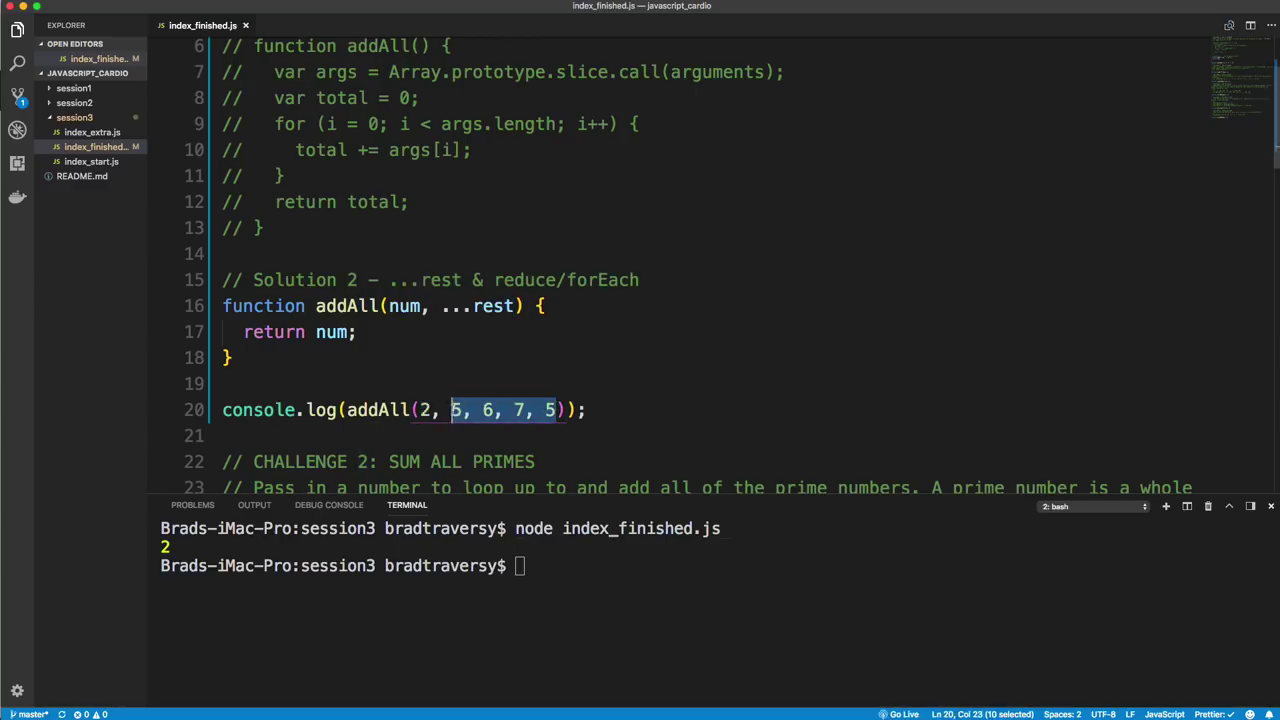 index_finished.js — javascript_cardio
EXPLORER
index_finished.js ×
OPEN EDITORS
index_finishe... M
JAVASCRIPT_CARDIO
session1
session2
session3
index_extra.js
index_finished... M
index_start.js
README.md
1
6 // function addAll() {
7 //   var args = Array.prototype.slice.call(arguments);
8 //   var total = 0;
9 //   for (i = 0; i < args.length; i++) {
10 //     total += args[i];
11 //   }
12 //   return total;
13 // }
14
15 // Solution 2 – ...rest & reduce/forEach
16 function addAll(num, ...rest) {
17   return num;
18 }
19
20 console.log(addAll(2, 5, 6, 7, 5));
21
22 // CHALLENGE 2: SUM ALL PRIMES
23 // Pass in a number to loop up to and add all of the prime numbers. A prime number is a whole
PROBLEMS OUTPUT DEBUG CONSOLE TERMINAL 2: bash
Brads-iMac-Pro:session3 bradtraversy$ node index_finished.js
2
Brads-iMac-Pro:session3 bradtraversy$
master* 0 0 Go Live Ln 20, Col 23 (10 selected) Spaces: 2 UTF-8 LF JavaScript Prettier: ✓